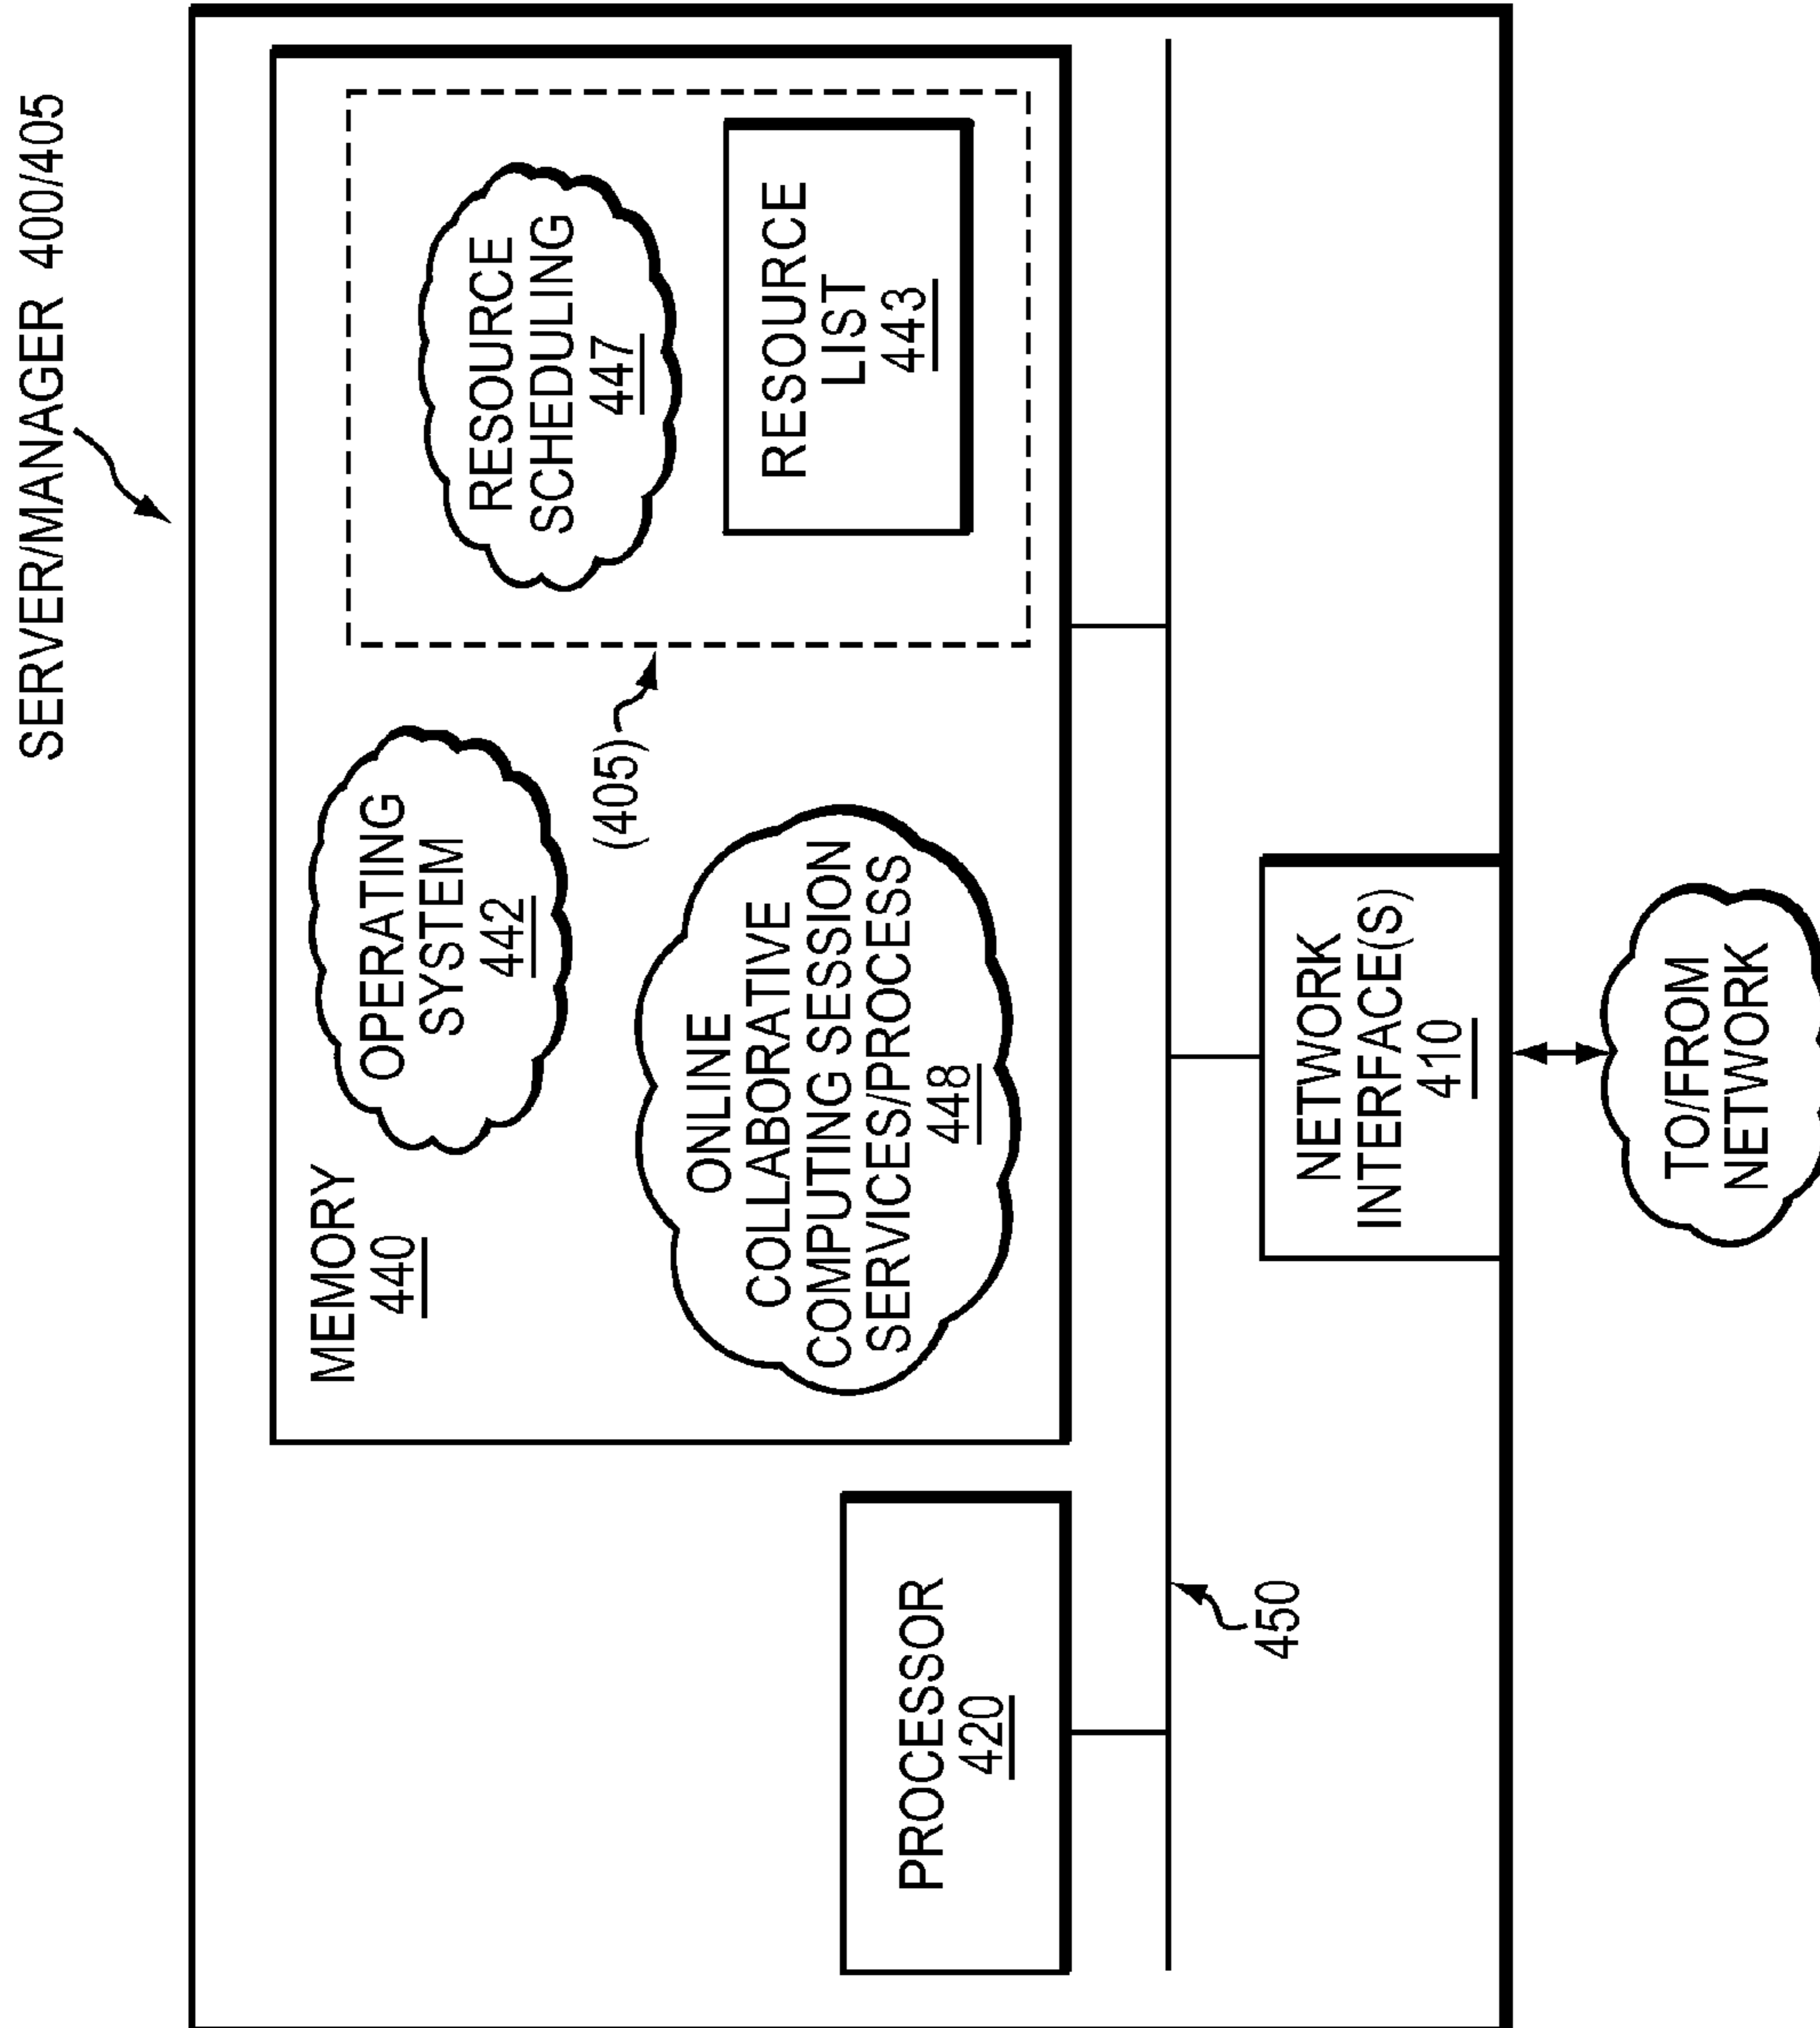 SERVER/MANAGER 400/405
MEMORY
440
OPERATING
SYSTEM
442
(405)
RESOURCE
SCHEDULING
447
RESOURCE
LIST
443
ONLINE
COLLABORATIVE
COMPUTING SESSION
SERVICES/PROCESS
448
PROCESSOR
420
450
NETWORK
INTERFACE(S)
410
TO/FROM
NETWORK